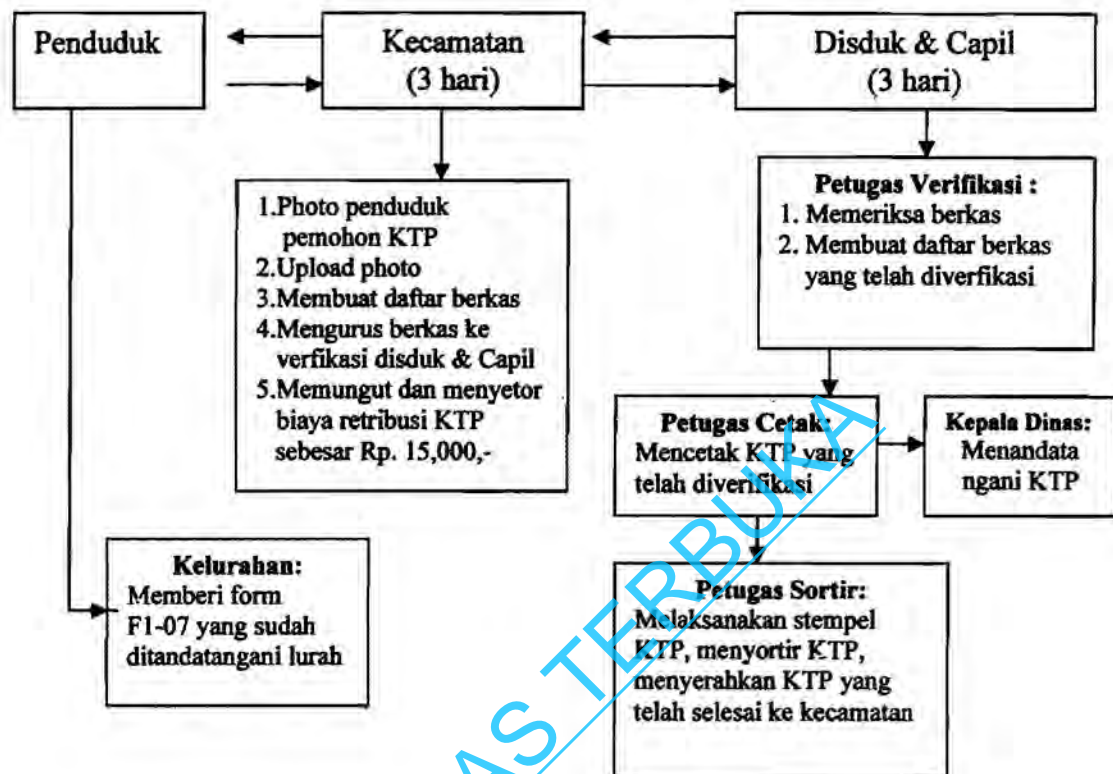 Penduduk
Kecamatan
(3 hari)
Disduk & Capil
(3 hari)
1.Photo penduduk
pemohon KTP
2.Upload photo
3.Membuat daftar berkas
4.Mengurus berkas ke
verfikasi disduk & Capil
5.Memungut dan menyetor
biaya retribusi KTP
sebesar Rp. 15,000,-
Petugas Verifikasi :
1. Memeriksa berkas
2. Membuat daftar berkas
yang telah diverfikasi
Petugas Cetak:
Mencetak KTP yang
telah diverifikasi
Kepala Dinas:
Menandata
ngani KTP
Kelurahan:
Memberi form
F1-07 yang sudah
ditandatangani lurah
Petugas Sortir:
Melaksanakan stempel
KTP, menyortir KTP,
menyerahkan KTP yang
telah selesai ke kecamatan
AS TERBUKA